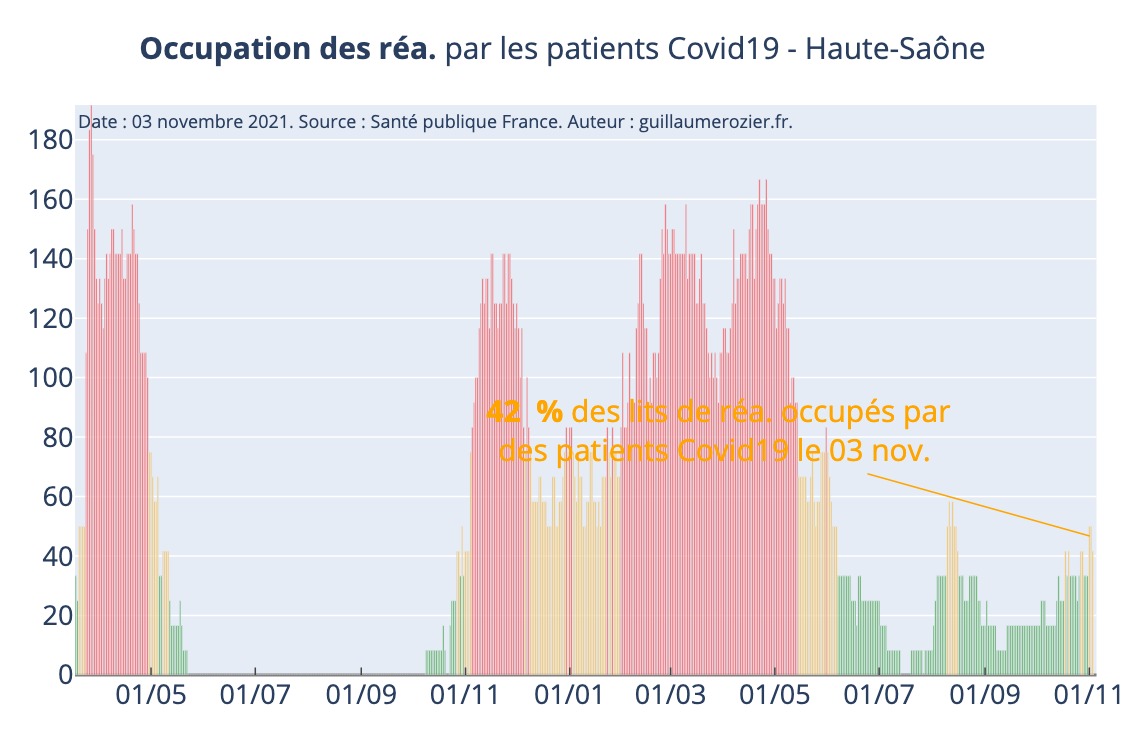 Occupation des réa. par les patients Covid19 - Haute-Saône
Date : 03 novembre 2021. Source : Santé publique France. Auteur : guillaumerozier.fr.
180
160
140
120
100
80
60
40
20
0
42 % des lits de réa. occupés par
des patients Covid19 le 03 nov.
01/05 01/07 01/09 01/11 01/01 01/03 01/05 01/07 01/09 01/11